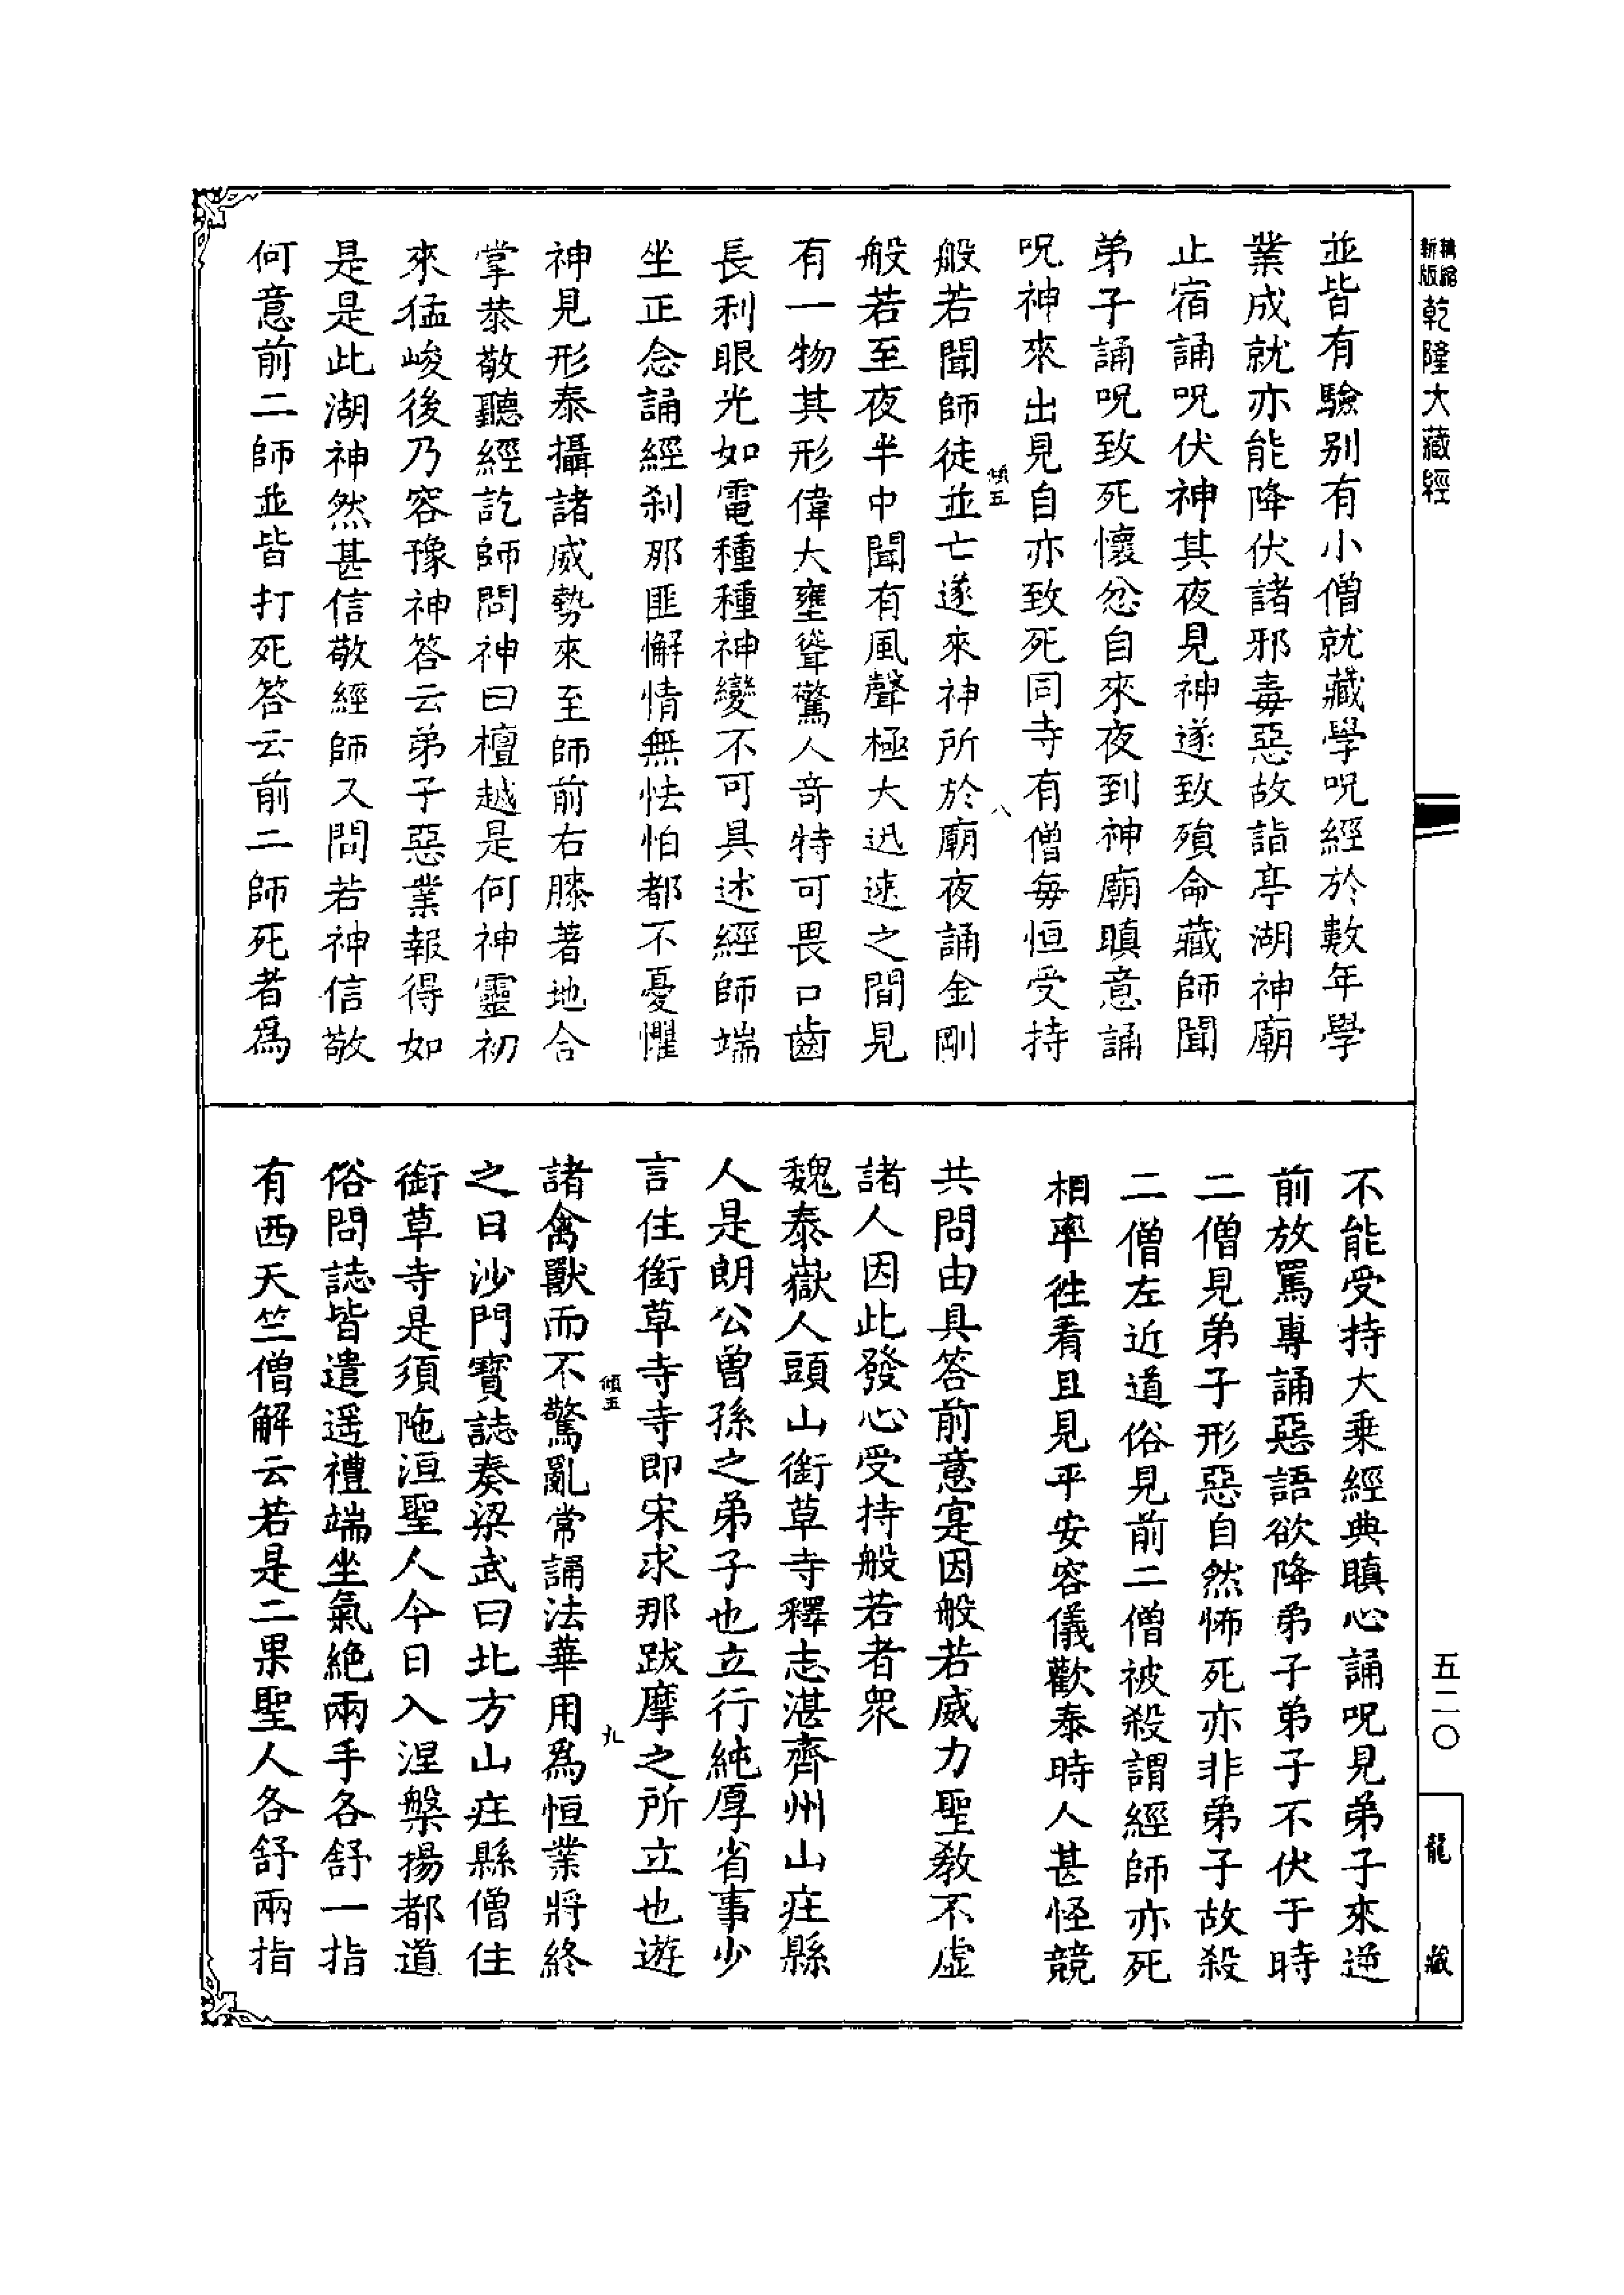 新版
乾隆大藏經
並皆有驗别有小僧就藏學呪經於數年學
業成就亦能降伏諸邪毒惡故詣亭湖神廟
止宿誦呪伏神其夜見神遂致殞命藏師聞
弟子誦呪致死懷忿自來夜到神廟瞋意誦
呪神來出見自亦致死同寺有僧每恒受持
傾五
八
般若聞師徒並亡遂來神所於廟夜誦金剛
般若至夜半中聞有風聲極大迅速之間見
有一物其形偉大壅聳驚人奇特可畏口齒
長利眼光如電種種神變不可具述經師端
坐正念誦經刹那匪懈情無怯怕都不憂懼
神見形泰攝諸威勢來至師前右膝著地合
掌恭敬聽經訖師問神曰檀越是何神靈初
來猛峻後乃容豫神答云弟子惡業報得如
是是此湖神然甚信敬經師又問若神信敬
何意前二師並皆打死答云前二師死者爲
不能受持大乘經典瞋心誦呪見弟子來逆
前放罵專誦惡語欲降弟子弟子不伏于時
二僧見弟子形惡自然怖死亦非弟子故殺
二僧左近道俗見前二僧被殺謂經師亦死
相率徃看且見平安容儀歡泰時人甚怪競
共問由具答前意寔因般若威力聖教不虛
諸人因此發心受持般若者衆
魏泰嶽人頭山銜草寺釋志湛齊州山茌縣
人是朗公曾孫之弟子也立行純厚省事少
言住銜草寺寺即宋求那跋摩之所立也遊
傾五
九
諸禽獸而不驚亂常誦法華用爲恒業將終
之日沙門寶誌奏梁武曰北方山茌縣僧住
銜草寺是須陁洹聖人今日入涅槃揚都道
俗問誌皆遣遥禮端坐氣絶兩手各舒一指
有西天竺僧解云若是二果聖人各舒兩指
五二〇
龍藏